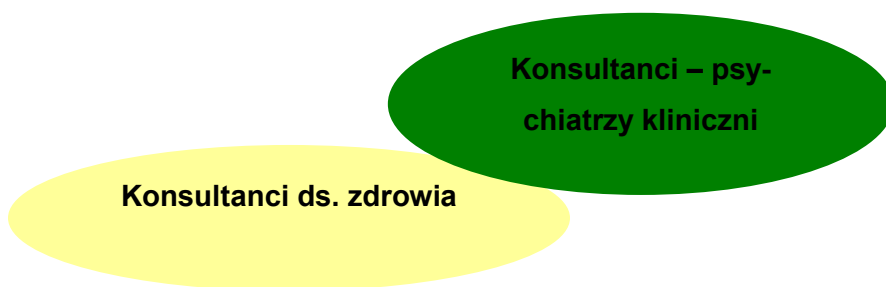 Konsultanci – psy-
chiatrzy kliniczni
Konsultanci ds. zdrowia